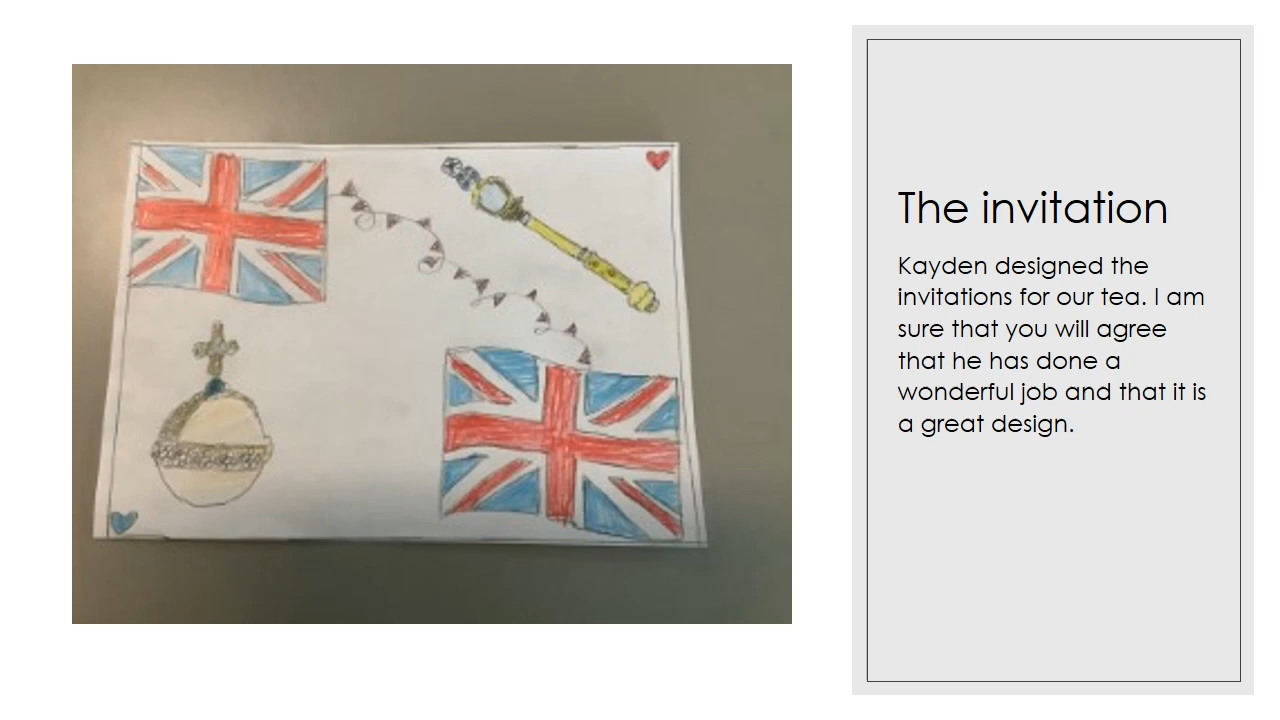 The invitation
Kayden designed the
invitations for our tea. I am
sure that you will agree
that he has done a
wonderful job and that it is
a great design.